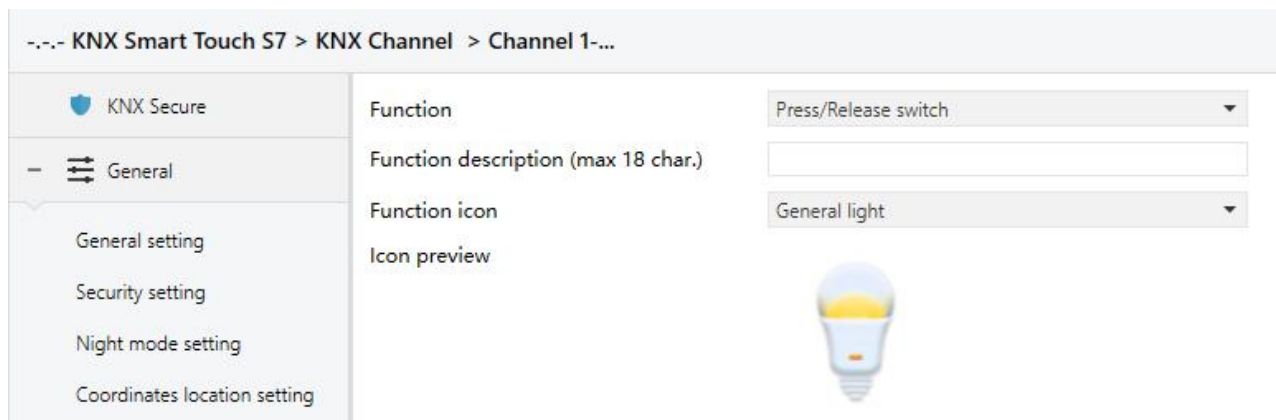 -.-.- KNX Smart Touch S7 > KNX Channel > Channel 1-...
KNX Secure
General
General setting
Security setting
Night mode setting
Coordinates location setting
Function
Press/Release switch
Function description (max 18 char.)
Function icon
General light
Icon preview